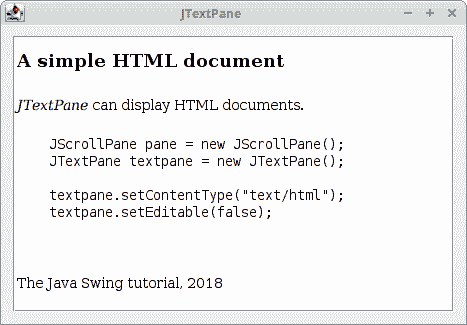 JTextPane
A simple HTML document
JTextPane can display HTML documents.
JScrollPane pane = new JScrollPane();
JTextPane textpane = new JTextPane();
textpane.setContentType("text/html");
textpane.setEditable(false);
The Java Swing tutorial, 2018